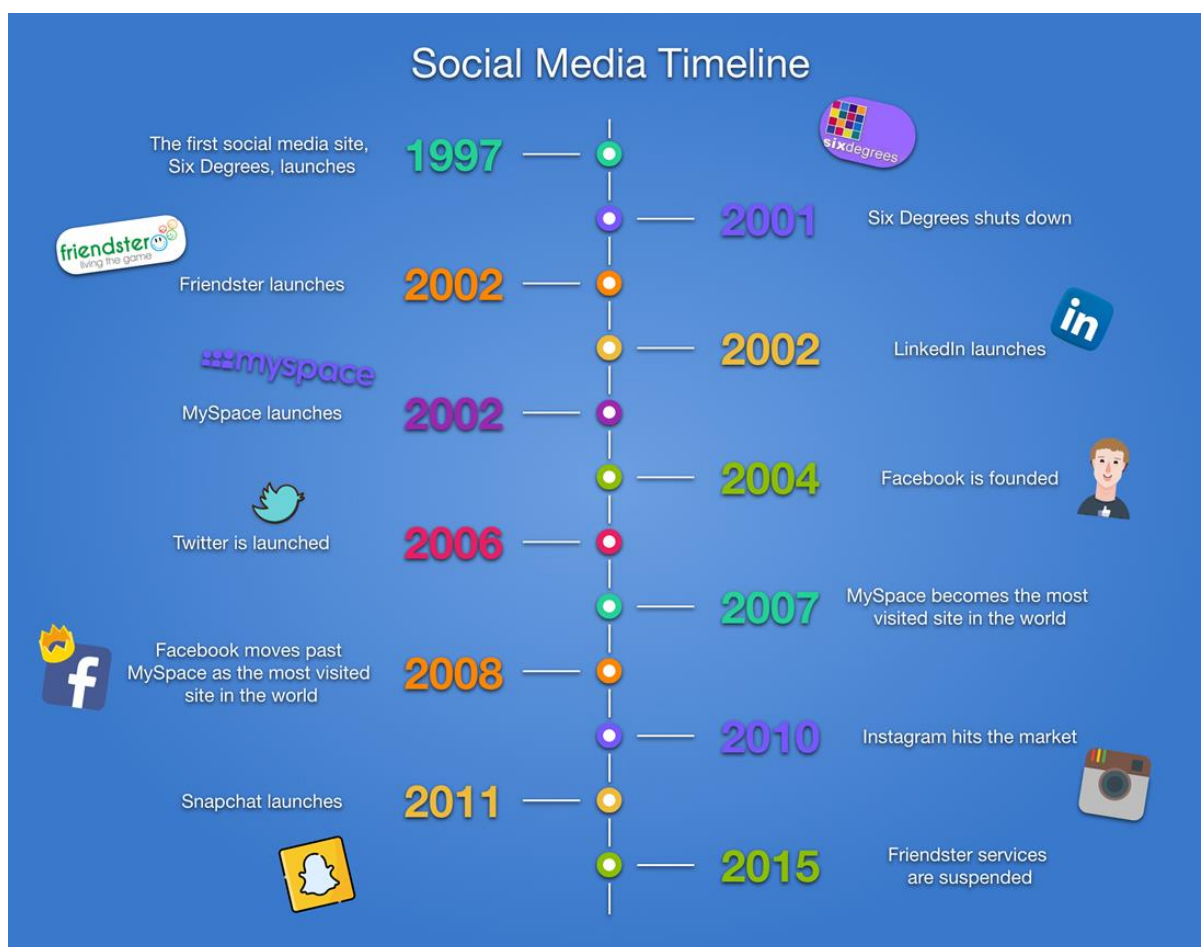 Social Media Timeline
The first social media site,
Six Degrees, launches
1997
sixdegrees
2001
Six Degrees shuts down
friendster
living the game
Friendster launches
2002
2002
LinkedIn launches
in
myspace
MySpace launches
2002
2004
Facebook is founded
Twitter is launched
2006
2007
MySpace becomes the most
visited site in the world
f
Facebook moves past
MySpace as the most visited
site in the world
2008
2010
Instagram hits the market
Snapchat launches
2011
2015
Friendster services
are suspended